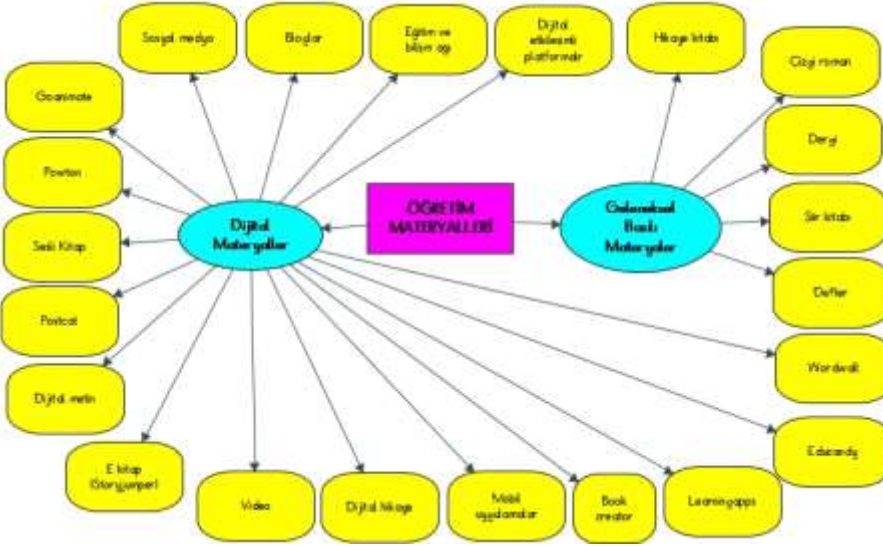 Sosyal medya
Bloglar
Eğitim ve
bilişim ağı
Dijital
etkileşimli
platformlar
Hikaye kitabı
Çizgi roman
Goanimate
Dergi
Powton
ÖĞRETİM
MATERYALLERİ
Dijital
Materyaller
Geleneksel
Basılı
Materyaller
Şiir kitabı
Sesli Kitap
Defter
Postcat
Wordwall
Dijital metin
Educandy
E kitap
(Storyjumper)
Video
Dijital hikaye
Mobil
uygulamalar
Book
creator
Learningapps